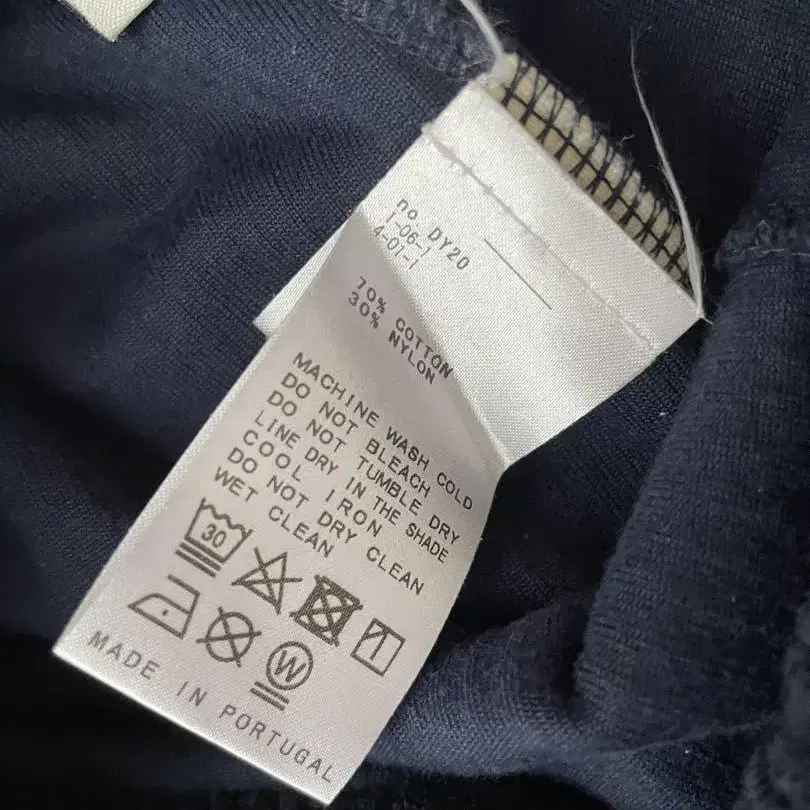 no DY20
1-06-1
4-01-1
70% COTTON
30% NYLON
MACHINE WASH COLD
DO NOT BLEACH
DO NOT TUMBLE DRY
LINE DRY IN THE SHADE
COOL IRON
DO NOT DRY CLEAN
WET CLEAN
30
W
MADE IN PORTUGAL